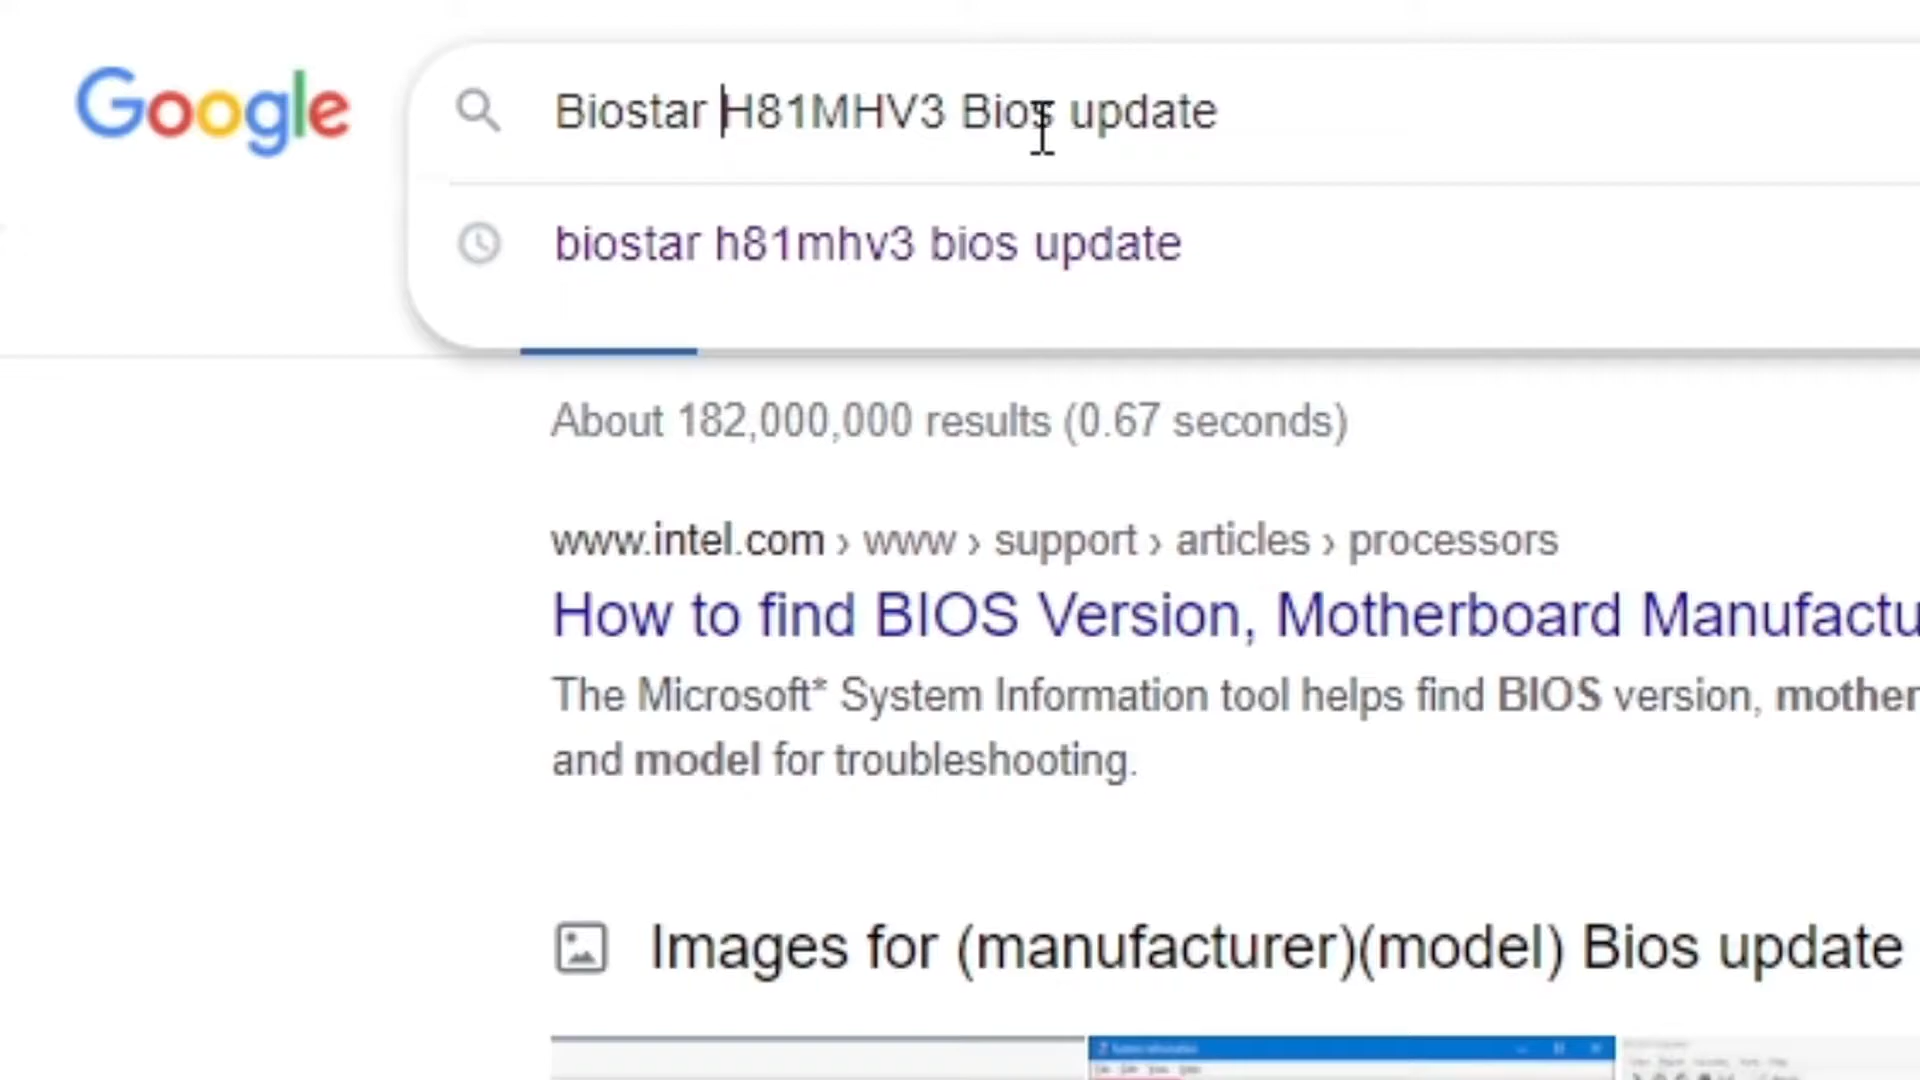 Google
Biostar H81MHV3 Bios update
biostar h81mhv3 bios update
About 182,000,000 results (0.67 seconds)
www.intel.com › www › support › articles › processors
How to find BIOS Version, Motherboard Manufactu
The Microsoft* System Information tool helps find BIOS version, mother
and model for troubleshooting.
Images for (manufacturer)(model) Bios update